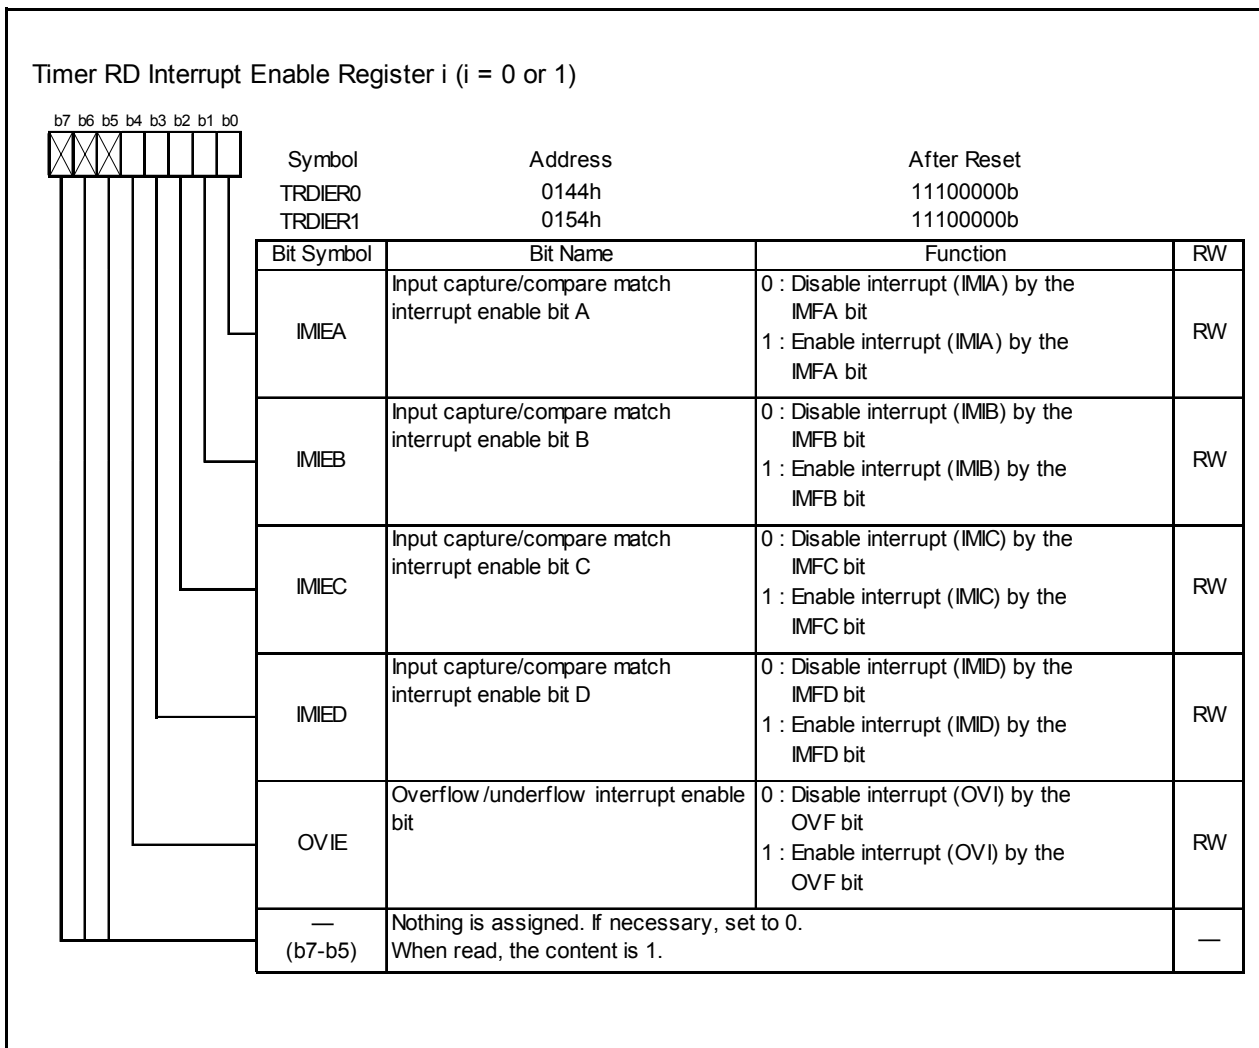 Timer RD Interrupt Enable Register i (i = 0 or 1)
b7 b6 b5 b4 b3 b2 b1 b0
Symbol Address After Reset
TRDIER0 0144h 11100000b
TRDIER1 0154h 11100000b
Bit Symbol Bit Name Function RW
IMIEA
Input capture/compare match
interrupt enable bit A
0 : Disable interrupt (IMIA) by the
IMFA bit
1 : Enable interrupt (IMIA) by the
IMFA bit
RW
IMIEB
Input capture/compare match
interrupt enable bit B
0 : Disable interrupt (IMIB) by the
IMFB bit
1 : Enable interrupt (IMIB) by the
IMFB bit
RW
IMIEC
Input capture/compare match
interrupt enable bit C
0 : Disable interrupt (IMIC) by the
IMFC bit
1 : Enable interrupt (IMIC) by the
IMFC bit
RW
IMIED
Input capture/compare match
interrupt enable bit D
0 : Disable interrupt (IMID) by the
IMFD bit
1 : Enable interrupt (IMID) by the
IMFD bit
RW
OVIE
Overflow/underflow interrupt enable
bit
0 : Disable interrupt (OVI) by the
OVF bit
1 : Enable interrupt (OVI) by the
OVF bit
RW
—
(b7-b5)
Nothing is assigned. If necessary, set to 0.
When read, the content is 1.
—